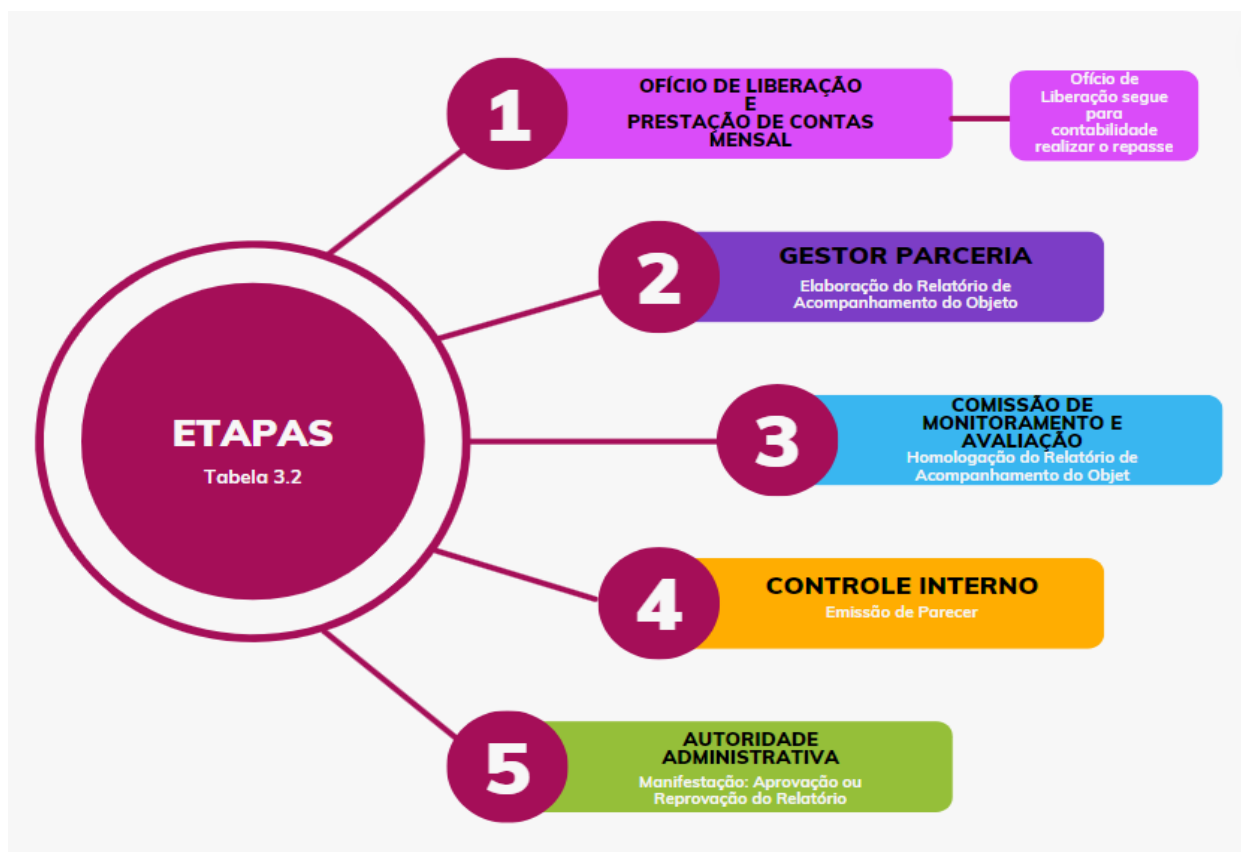 1
OFÍCIO DE LIBERAÇÃO
E
PRESTAÇÃO DE CONTAS
MENSAL
Ofício de
Liberação segue
para
contabilidade
realizar o repasse
2
GESTOR PARCERIA
Elaboração do Relatório de
Acompanhamento do Objeto
ETAPAS
Tabela 3.2
3
COMISSÃO DE
MONITORAMENTO E
AVALIAÇÃO
Homologação do Relatório de
Acompanhamento do Objet
4
CONTROLE INTERNO
Emissão de Parecer
5
AUTORIDADE
ADMINISTRATIVA
Manifestação: Aprovação ou
Reprovação do Relatório